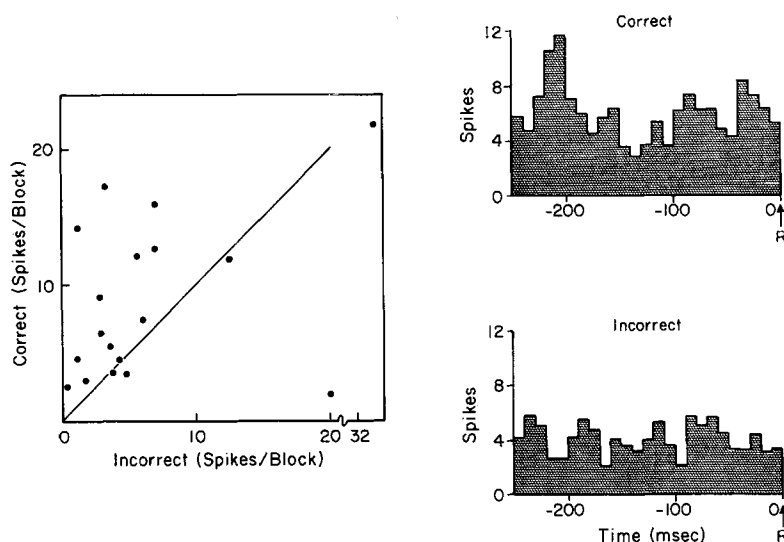 Correct (Spikes/Block)
20
10
0
10
20
32
Incorrect (Spikes/Block)
Correct
Spikes
12
8
4
0
-200
-100
0
R
Incorrect
Spikes
12
8
4
0
-200
-100
0
R
Time (msec)